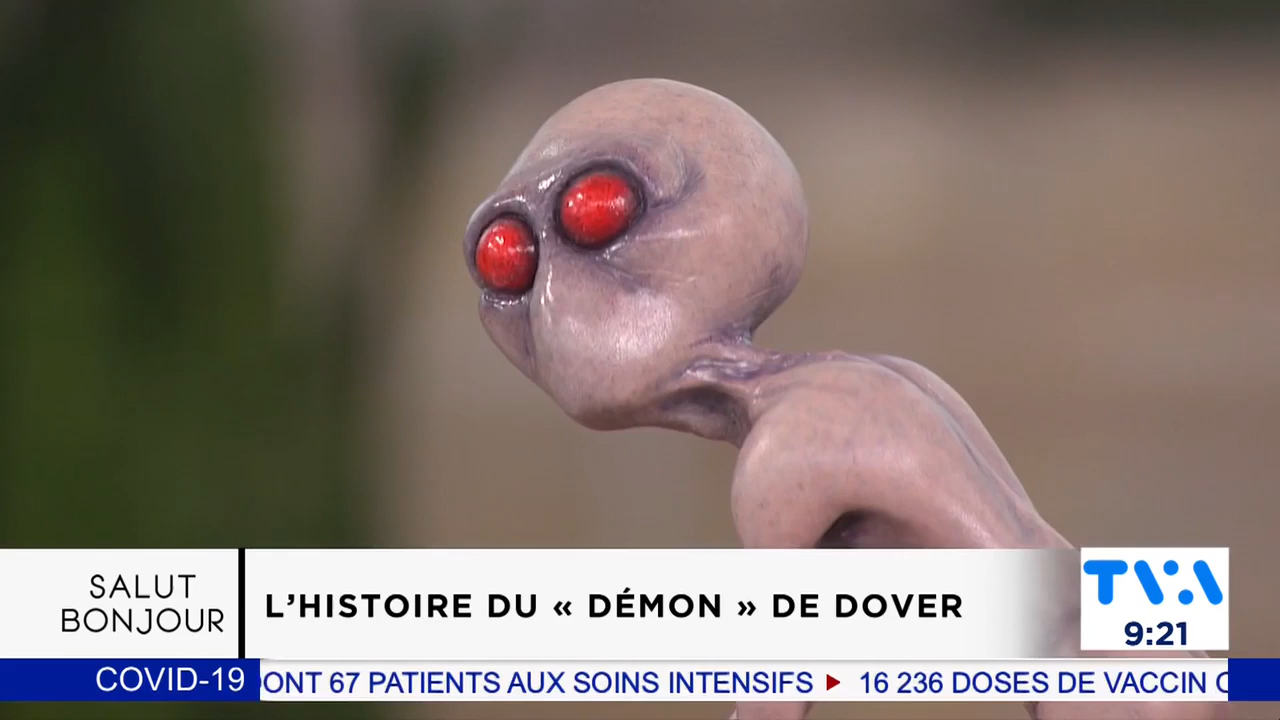 SALUT
BONJOUR
L’HISTOIRE DU « DÉMON » DE DOVER
TVA
9:21
COVID-19
DONT 67 PATIENTS AUX SOINS INTENSIFS ▶ 16 236 DOSES DE VACCIN